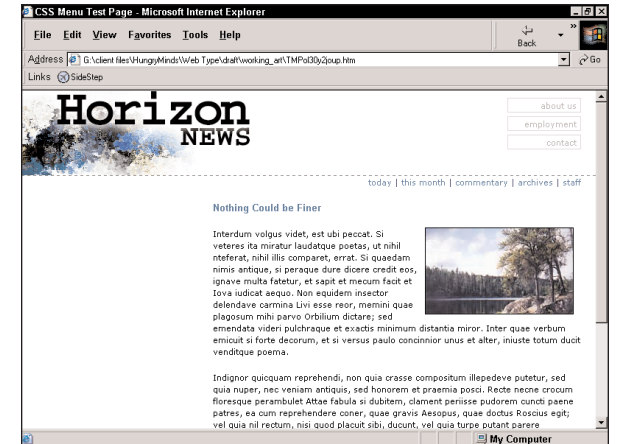 CSS Menu Test Page - Microsoft Internet Explorer
File Edit View Favorites Tools Help
Back »
Address G:\client files\HungryMinds\Web Type\draft\working_art\TMPol30y2joup.htm Go
Links SideStep
Horizon
NEWS
about us
employment
contact
today | this month | commentary | archives | staff
Nothing Could be Finer
Interdum volgus videt, est ubi peccat. Si
veteres ita miratur laudatque poetas, ut nihil
nteferat, nihil illis comparet, errat. Si quaedam
nimis antique, si peraque dure dicere credit eos,
ignave multa fatetur, et sapit et mecum facit et
Iova iudicat aequo. Non equidem insector
delendave carmina Livi esse reor, memini quae
plagosum mihi parvo Orbilium dictare; sed
emendata videri pulchraque et exactis minimum distantia miror. Inter quae verbum
emicuit si forte decorum, et si versus paulo concinnior unus et alter, iniuste totum ducit
venditque poema.
Indignor quicquam reprehendi, non quia crasse compositum illepedeve putetur, sed
quia nuper, nec veniam antiquis, sed honorem et praemia posci. Recte necne crocum
floresque perambulet Attae fabula si dubitem, clament periisse pudorem cuncti paene
patres, ea cum reprehendere coner, quae gravis Aesopus, quae doctus Roscius egit;
vel quia nil rectum, nisi quod placuit sibi, ducunt, vel quia turpe putant parere
My Computer